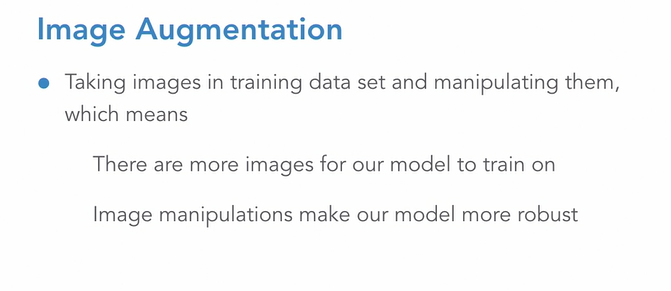 Image Augmentation
● Taking images in training data set and manipulating them,
which means
There are more images for our model to train on
Image manipulations make our model more robust